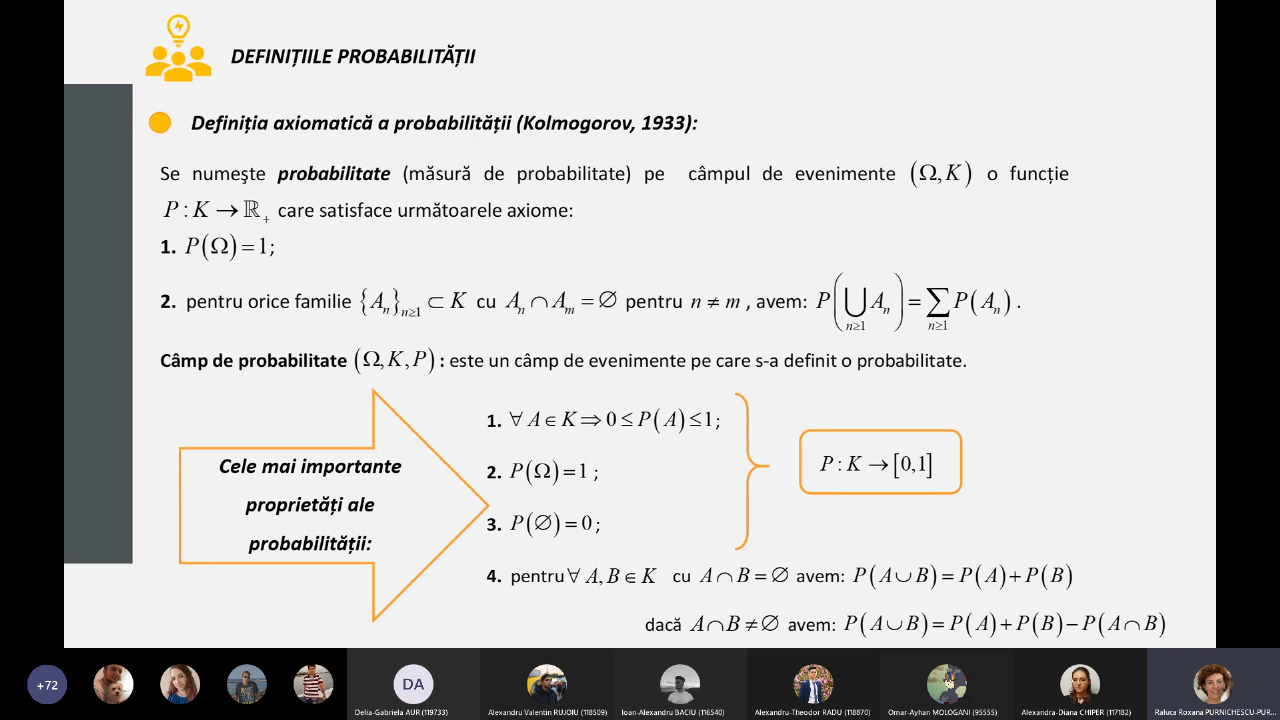 DEFINIȚIILE PROBABILITĂȚII
Definiția axiomatică a probabilității (Kolmogorov, 1933):
Se numește probabilitate (măsură de probabilitate) pe câmpul de evenimente (Ω, K) o funcție
P : K → ℝ₊ care satisface următoarele axiome:
1. P(Ω) = 1;
2. pentru orice familie {Aₙ}ₙ≥₁ ⊂ K cu Aₙ ∩ Aₘ = ∅ pentru n ≠ m , avem: P(⋃ₙ≥₁ Aₙ) = ∑ₙ≥₁ P(Aₙ) .
Câmp de probabilitate (Ω, K, P) : este un câmp de evenimente pe care s-a definit o probabilitate.
Cele mai importante
proprietăți ale
probabilității:
1. ∀ A ∈ K ⇒ 0 ≤ P(A) ≤ 1;
2. P(Ω) = 1 ;
3. P(∅) = 0 ;
P : K → [0,1]
4. pentru ∀ A, B ∈ K cu A ∩ B = ∅ avem: P(A ∪ B) = P(A) + P(B)
dacă A ∩ B ≠ ∅ avem: P(A ∪ B) = P(A) + P(B) − P(A ∩ B)
+72
DA
Delia-Gabriela AUR (119733)
Alexandru Valentin RUJOIU (118509)
Ioan-Alexandru BACIU (116540)
Alexandru-Theodor RADU (118870)
Omar-Ayhan MOLOGANI (95555)
Alexandra-Diana CHIPER (117182)
Raluca Roxana PURNICHESCU-PUR...